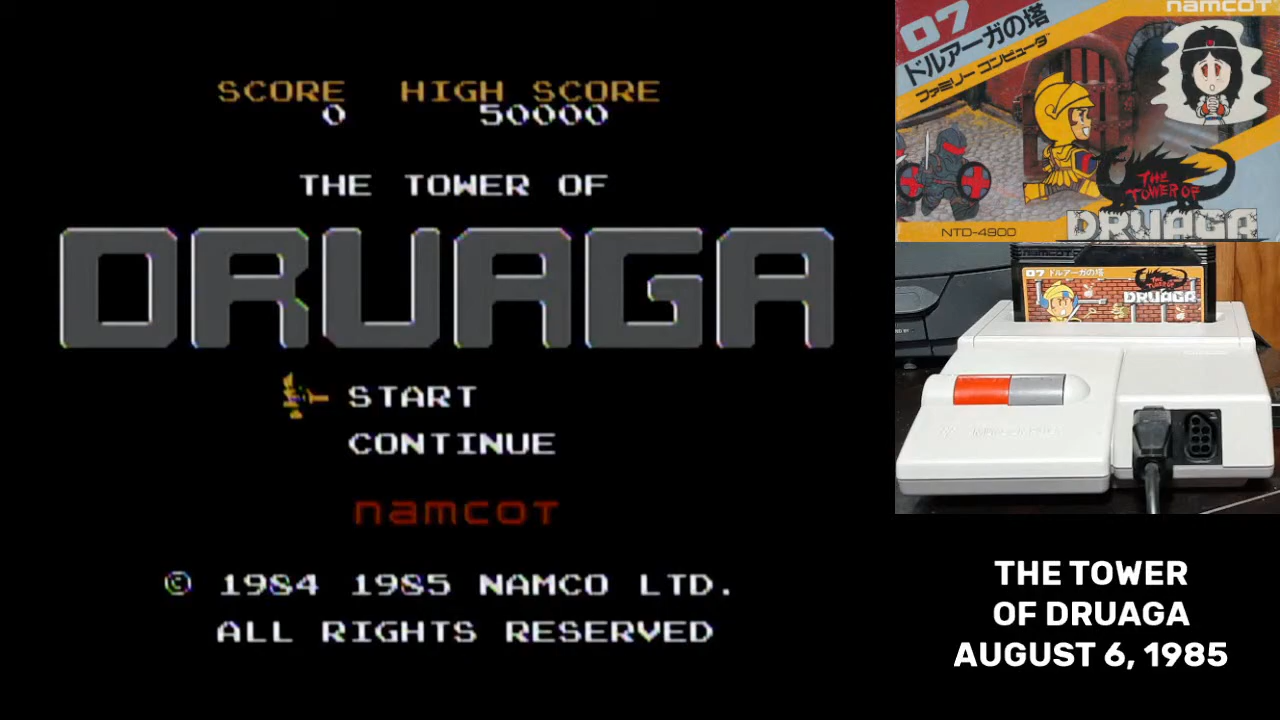 SCORE HIGH SCORE
0 50000
THE TOWER OF
DRUAGA
START
CONTINUE
namcot
© 1984 1985 NAMCO LTD.
ALL RIGHTS RESERVED
namcot
07
ドルアーガの塔
ファミリー コンピュータ
THE
TOWER OF
DRUAGA
NTD-4900
namcot
07 ドルアーガの塔
THE
TOWER OF
DRUAGA
THE TOWER
OF DRUAGA
AUGUST 6, 1985